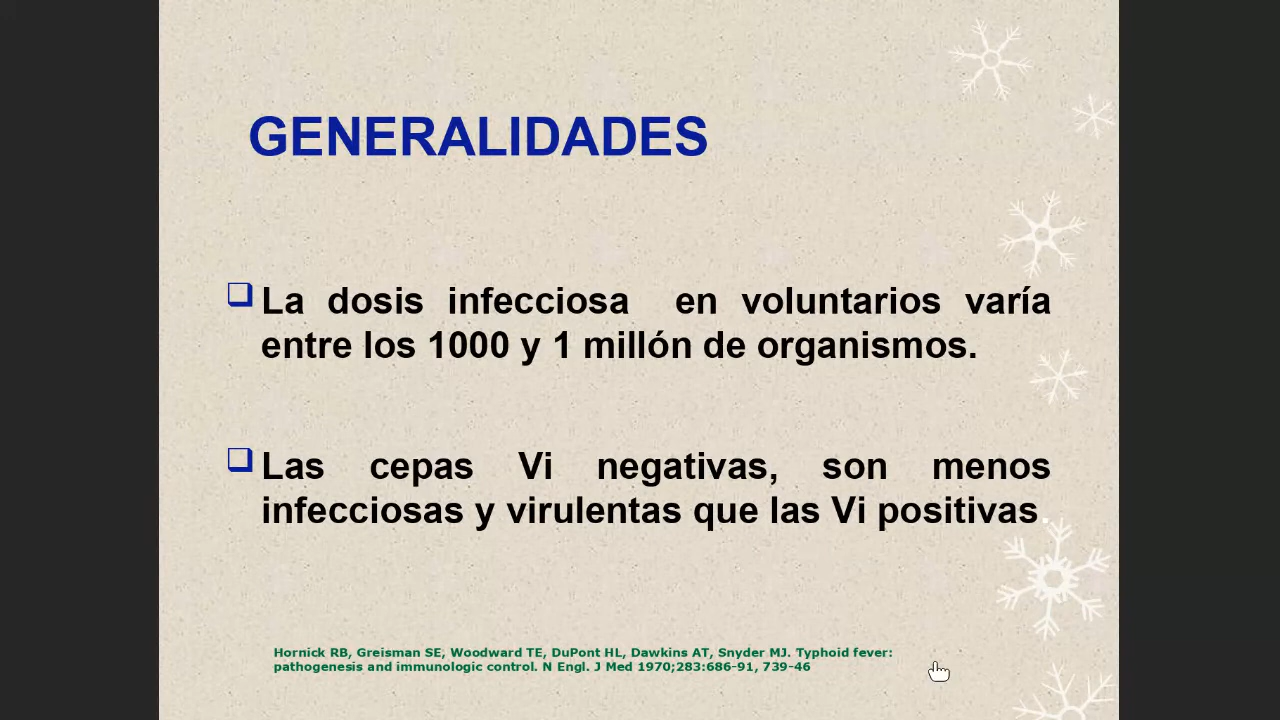 GENERALIDADES
La dosis infecciosa en voluntarios varía
entre los 1000 y 1 millón de organismos.
Las cepas Vi negativas, son menos
infecciosas y virulentas que las Vi positivas.
Hornick RB, Greisman SE, Woodward TE, DuPont HL, Dawkins AT, Snyder MJ. Typhoid fever:
pathogenesis and immunologic control. N Engl. J Med 1970;283:686-91, 739-46